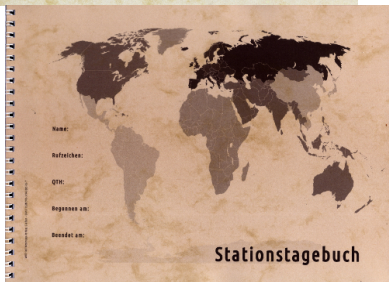 Name:
Rufzeichen:
QTH:
Begonnen am:
Beendet am:
Stationstagebuch